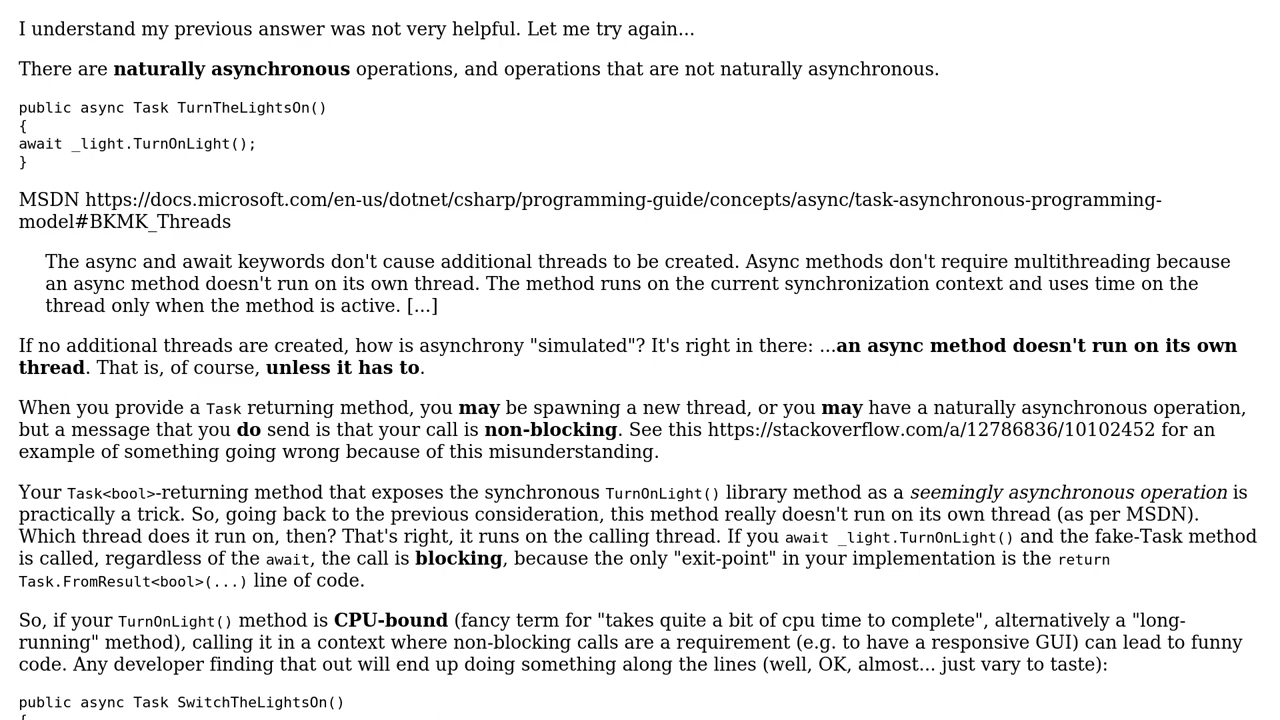 I understand my previous answer was not very helpful. Let me try again...
There are naturally asynchronous operations, and operations that are not naturally asynchronous.
public async Task TurnTheLightsOn()
{
await _light.TurnOnLight();
}
MSDN https://docs.microsoft.com/en-us/dotnet/csharp/programming-guide/concepts/async/task-asynchronous-programming-
model#BKMK_Threads
The async and await keywords don't cause additional threads to be created. Async methods don't require multithreading because
an async method doesn't run on its own thread. The method runs on the current synchronization context and uses time on the
thread only when the method is active. [...]
If no additional threads are created, how is asynchrony "simulated"? It's right in there: ...an async method doesn't run on its own
thread. That is, of course, unless it has to.
When you provide a Task returning method, you may be spawning a new thread, or you may have a naturally asynchronous operation,
but a message that you do send is that your call is non-blocking. See this https://stackoverflow.com/a/12786836/10102452 for an
example of something going wrong because of this misunderstanding.
Your Task<bool>-returning method that exposes the synchronous TurnOnLight() library method as a seemingly asynchronous operation is
practically a trick. So, going back to the previous consideration, this method really doesn't run on its own thread (as per MSDN).
Which thread does it run on, then? That's right, it runs on the calling thread. If you await _light.TurnOnLight() and the fake-Task method
is called, regardless of the await, the call is blocking, because the only "exit-point" in your implementation is the return
Task.FromResult<bool>(...) line of code.
So, if your TurnOnLight() method is CPU-bound (fancy term for "takes quite a bit of cpu time to complete", alternatively a "long-
running" method), calling it in a context where non-blocking calls are a requirement (e.g. to have a responsive GUI) can lead to funny
code. Any developer finding that out will end up doing something along the lines (well, OK, almost... just vary to taste):
public async Task SwitchTheLightsOn()
{